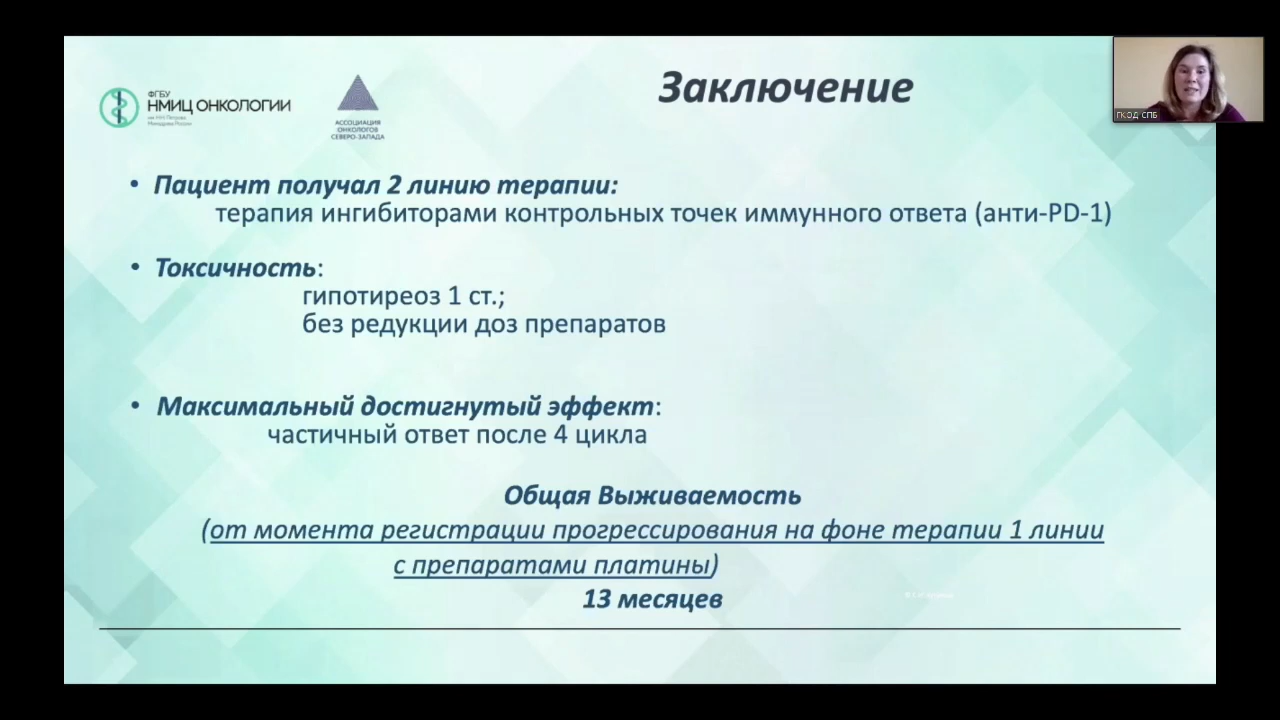 Заключение
ФГБУ
НМИЦ ОНКОЛОГИИ
им. Н.Н. Петрова
Минздрава России
АССОЦИАЦИЯ
ОНКОЛОГОВ
СЕВЕРО-ЗАПАДА
ГКОД СПБ
• Пациент получал 2 линию терапии:
терапия ингибиторами контрольных точек иммунного ответа (анти-PD-1)
• Токсичность:
гипотиреоз 1 ст.;
без редукции доз препаратов
• Максимальный достигнутый эффект:
частичный ответ после 4 цикла
Общая Выживаемость
(от момента регистрации прогрессирования на фоне терапии 1 линии
с препаратами платины)
13 месяцев